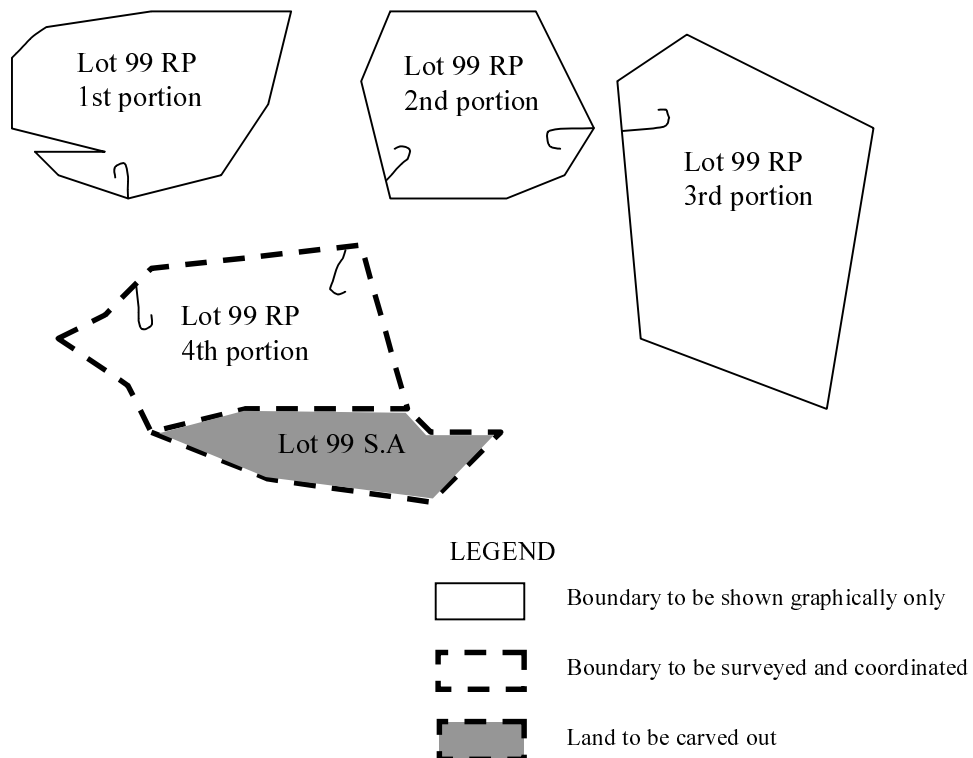 Lot 99 RP
1st portion
Lot 99 RP
2nd portion
Lot 99 RP
3rd portion
Lot 99 RP
4th portion
Lot 99 S.A
LEGEND
Boundary to be shown graphically only
Boundary to be surveyed and coordinated
Land to be carved out